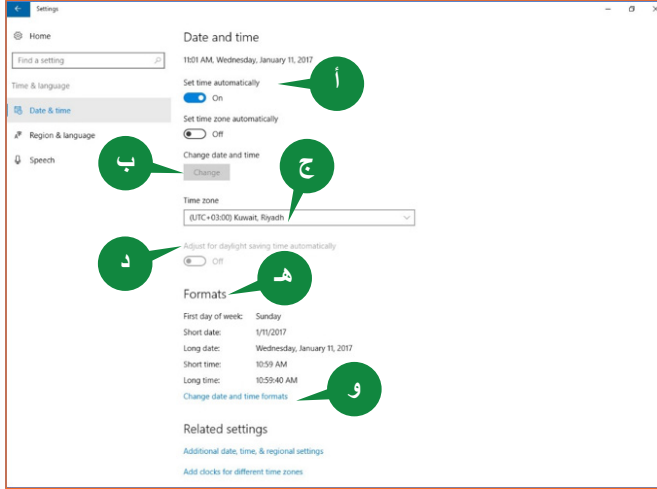 Settings
Home
Find a setting
Time & language
Date & time
Region & language
Speech
Date and time
11:01 AM, Wednesday, January 11, 2017
Set time automatically
أ
On
Set time zone automatically
Off
Change date and time
ب
Change
ج
Time zone
(UTC+03:00) Kuwait, Riyadh
Adjust for daylight saving time automatically
د
Off
هـ
Formats
First day of week: Sunday
Short date: 1/11/2017
Long date: Wednesday, January 11, 2017
Short time: 10:59 AM
Long time: 10:59:40 AM
Change date and time formats
و
Related settings
Additional date, time, & regional settings
Add clocks for different time zones